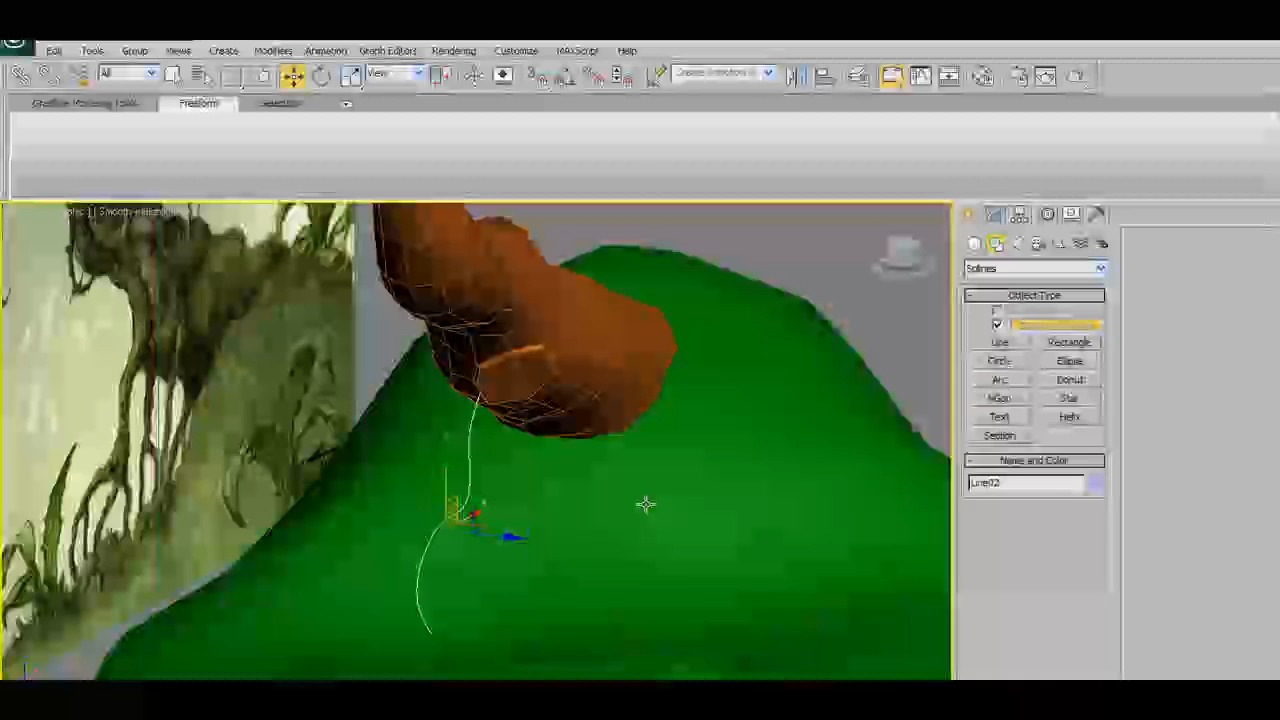 Edit Tools Group Views Create Modifiers Animation Graph Editors Rendering Customize MAXScript Help
All View
Freeform
Splines
- Object Type
Line Rectangle
Circle Ellipse
Arc Donut
NGon Star
Text Helix
Section
- Name and Color
Line02